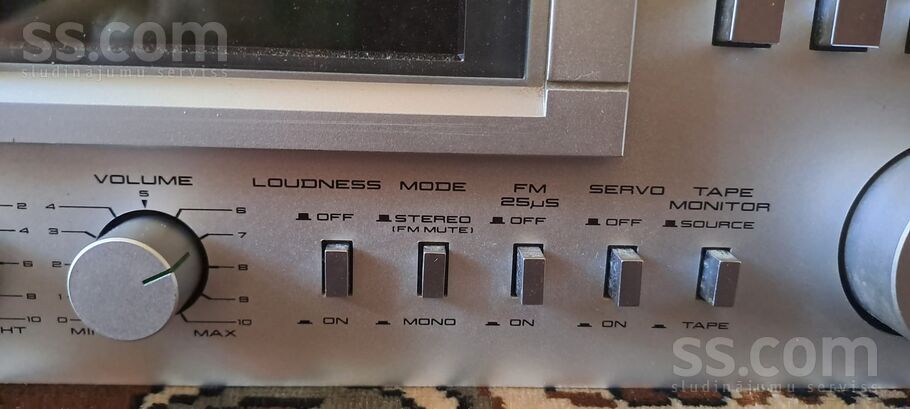 ss.com
sludinājumu serviss
VOLUME
LOUDNESS
MODE
FM
25µS
SERVO
TAPE
MONITOR
2
4
5
6
OFF
STEREO
(FM MUTE)
OFF
OFF
SOURCE
4
3
7
6
2
8
8
1
9
10
HT
0
MIN
10
MAX
ON
MONO
ON
ON
TAPE
ss.com
sludinājumu serviss